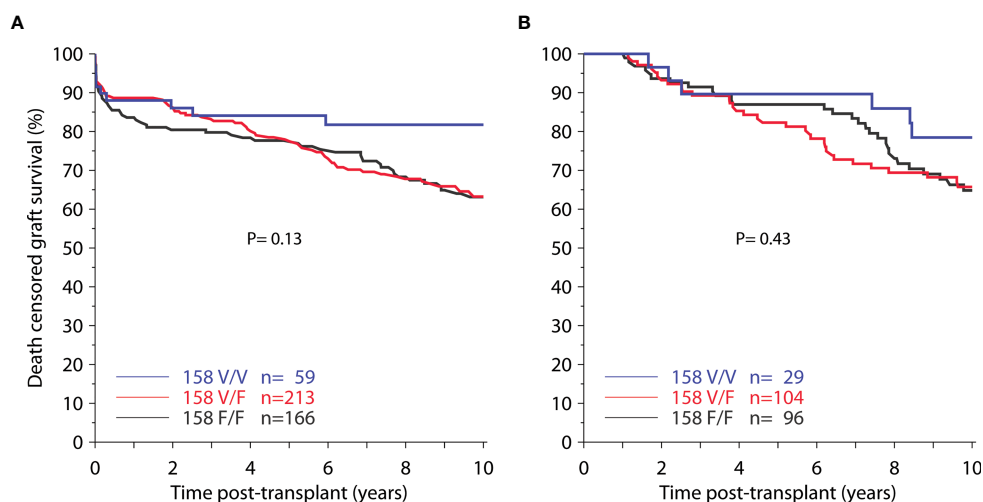 A
B
Death censored graft survival (%)
100
90
80
70
60
50
40
30
20
10
0
P= 0.13
158 V/V n= 59
158 V/F n=213
158 F/F n=166
0 2 4 6 8 10
Time post-transplant (years)
100
90
80
70
60
50
40
30
20
10
0
P= 0.43
158 V/V n= 29
158 V/F n=104
158 F/F n= 96
0 2 4 6 8 10
Time post-transplant (years)